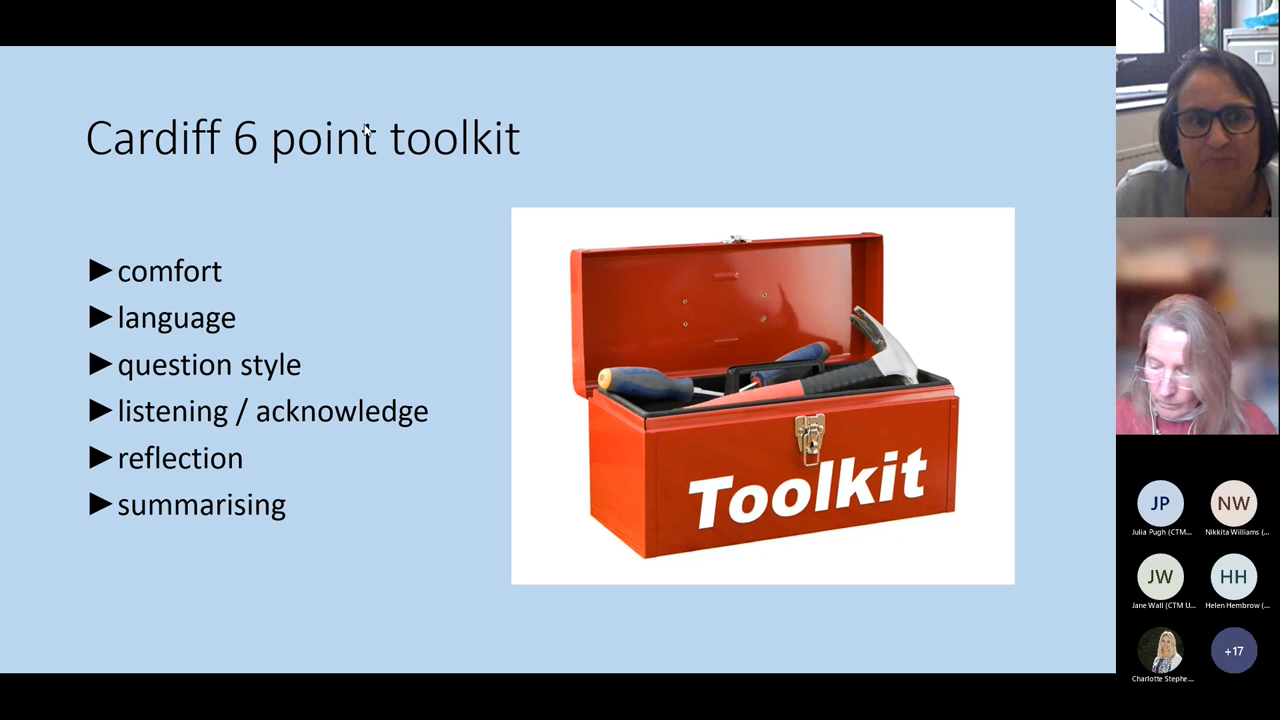 Cardiff 6 point toolkit
►comfort
►language
►question style
►listening / acknowledge
►reflection
►summarising
Toolkit
JP
NW
Julia Pugh (CTM...
Nikkita Williams (...
JW
HH
Jane Wall (CTM U...
Helen Hembrow (...
+17
Charlotte Stephe...